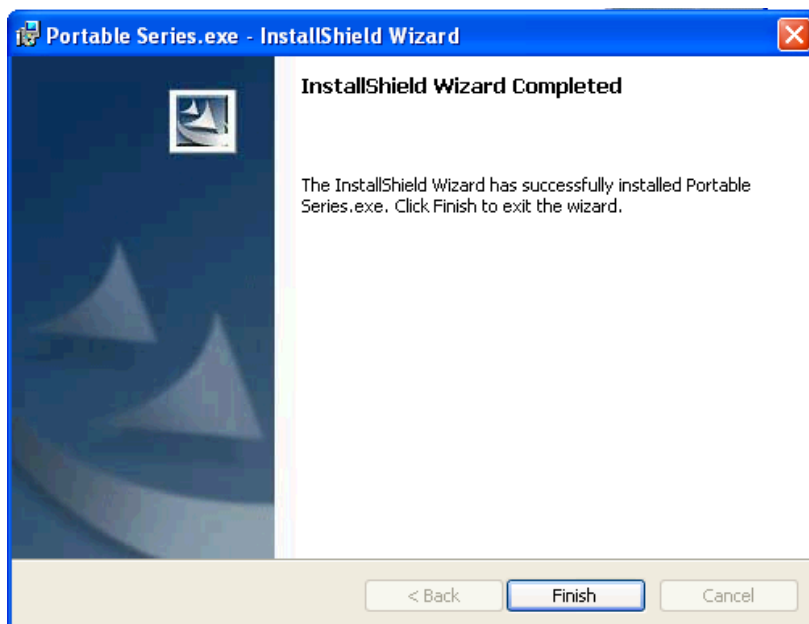 Portable Series.exe - InstallShield Wizard
InstallShield Wizard Completed
The InstallShield Wizard has successfully installed Portable
Series.exe. Click Finish to exit the wizard.
< Back
Finish
Cancel